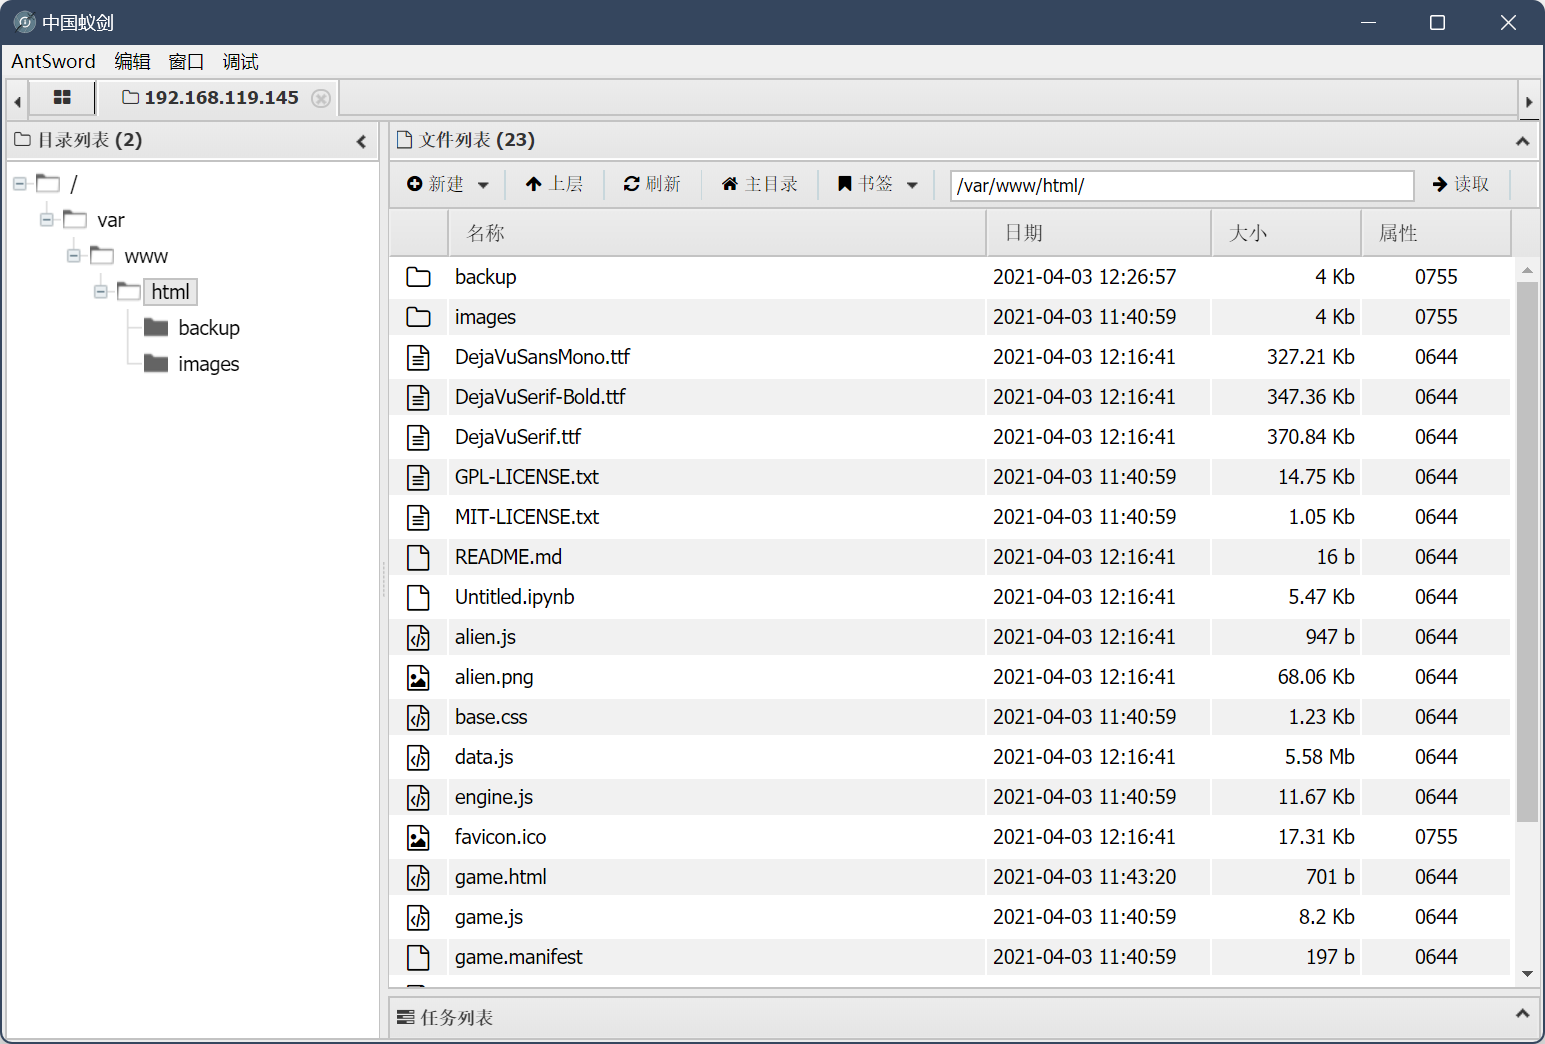 中国蚁剑
AntSword 编辑 窗口 调试
192.168.119.145
目录列表 (2)
/
var
www
html
backup
images
文件列表 (23)
新建 上层 刷新 主目录 书签 /var/www/html/ 读取
名称 日期 大小 属性
backup 2021-04-03 12:26:57 4 Kb 0755
images 2021-04-03 11:40:59 4 Kb 0755
DejaVuSansMono.ttf 2021-04-03 12:16:41 327.21 Kb 0644
DejaVuSerif-Bold.ttf 2021-04-03 12:16:41 347.36 Kb 0644
DejaVuSerif.ttf 2021-04-03 12:16:41 370.84 Kb 0644
GPL-LICENSE.txt 2021-04-03 11:40:59 14.75 Kb 0644
MIT-LICENSE.txt 2021-04-03 11:40:59 1.05 Kb 0644
README.md 2021-04-03 12:16:41 16 b 0644
Untitled.ipynb 2021-04-03 12:16:41 5.47 Kb 0644
alien.js 2021-04-03 12:16:41 947 b 0644
alien.png 2021-04-03 12:16:41 68.06 Kb 0644
base.css 2021-04-03 11:40:59 1.23 Kb 0644
data.js 2021-04-03 12:16:41 5.58 Mb 0644
engine.js 2021-04-03 11:40:59 11.67 Kb 0644
favicon.ico 2021-04-03 12:16:41 17.31 Kb 0755
game.html 2021-04-03 11:43:20 701 b 0644
game.js 2021-04-03 11:40:59 8.2 Kb 0644
game.manifest 2021-04-03 11:40:59 197 b 0644
任务列表